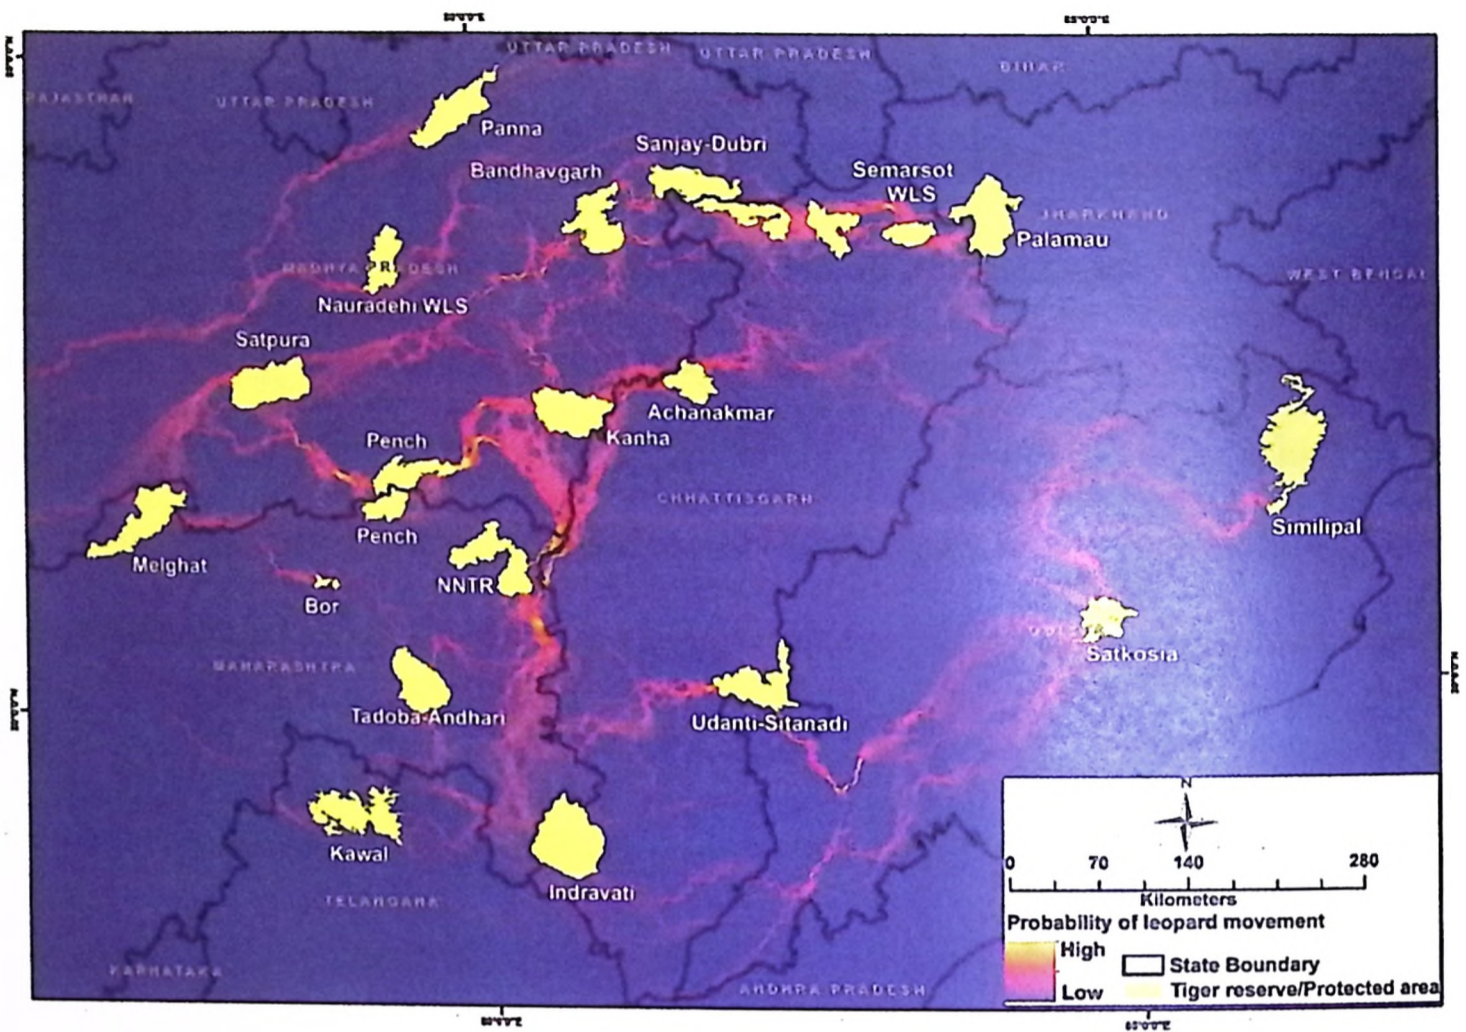 UTTAR PRADESH
UTTAR PRADESH
BIHAR
RAJASTHAN
UTTAR PRADESH
Panna
Sanjay-Dubri
Bandhavgarh
Semarsot
WLS
JHARKHAND
Palamau
MADHYA PRADESH
WEST BENGAL
Nauradehi WLS
Satpura
Achanakmar
Kanha
Pench
CHHATTISGARH
Similipal
Pench
Melghat
NNTR
Bor
Satkosia
MAHARASHTRA
Tadoba-Andhari
Udanti-Sitanadi
Kawal
Indravati
TELANGANA
KARNATAKA
ANDHRA PRADESH
N
0 70 140 280
Kilometers
Probability of leopard movement
High
Low
State Boundary
Tiger reserve/Protected area